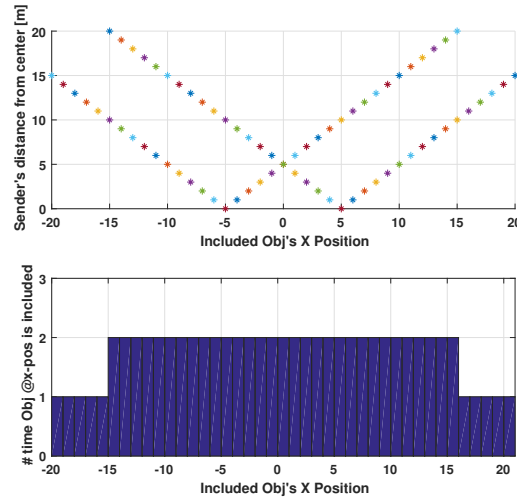 Sender's distance from center [m]
20
15
10
5
0
-20 -15 -10 -5 0 5 10 15 20
Included Obj's X Position
# time Obj @x-pos is included
3
2
1
0
-20 -15 -10 -5 0 5 10 15 20
Included Obj's X Position